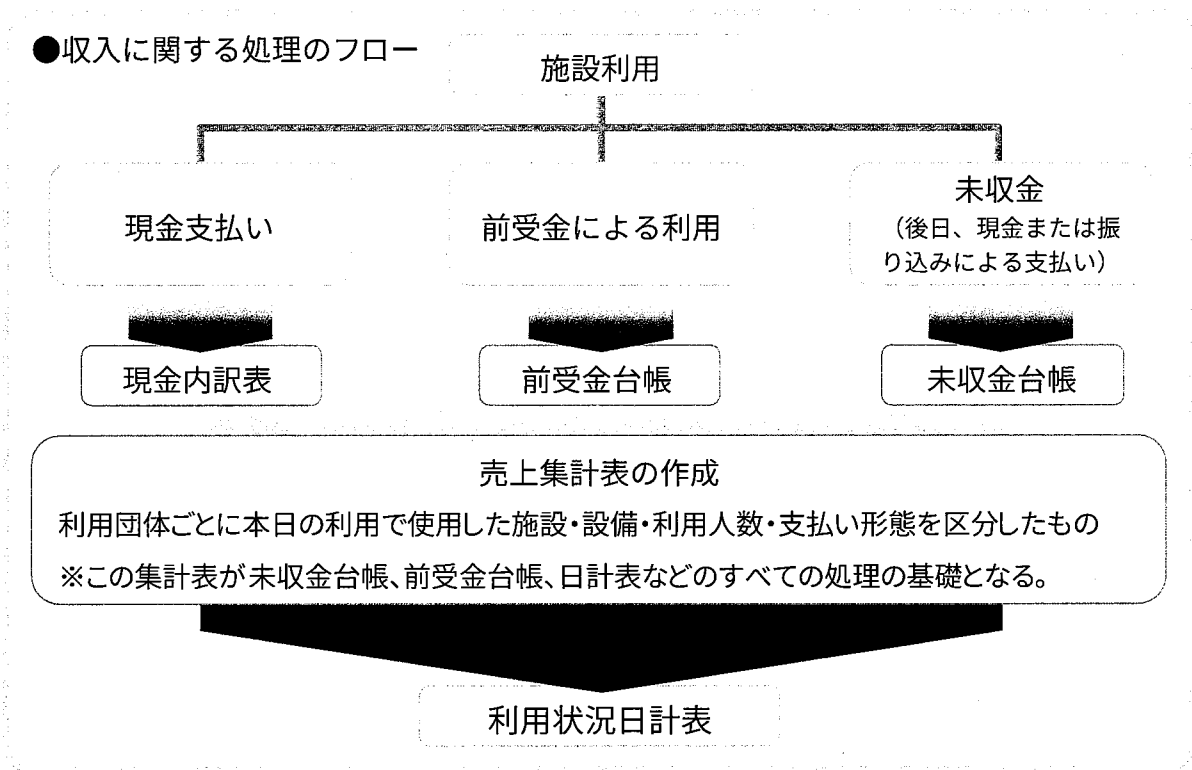 ●収入に関する処理のフロー
施設利用
現金支払い
前受金による利用
未収金
（後日、現金または振
り込みによる支払い）
現金内訳表
前受金台帳
未収金台帳
売上集計表の作成
利用団体ごとに本日の利用で使用した施設・設備・利用人数・支払い形態を区分したもの
※この集計表が未収金台帳、前受金台帳、日計表などのすべての処理の基礎となる。
利用状況日計表